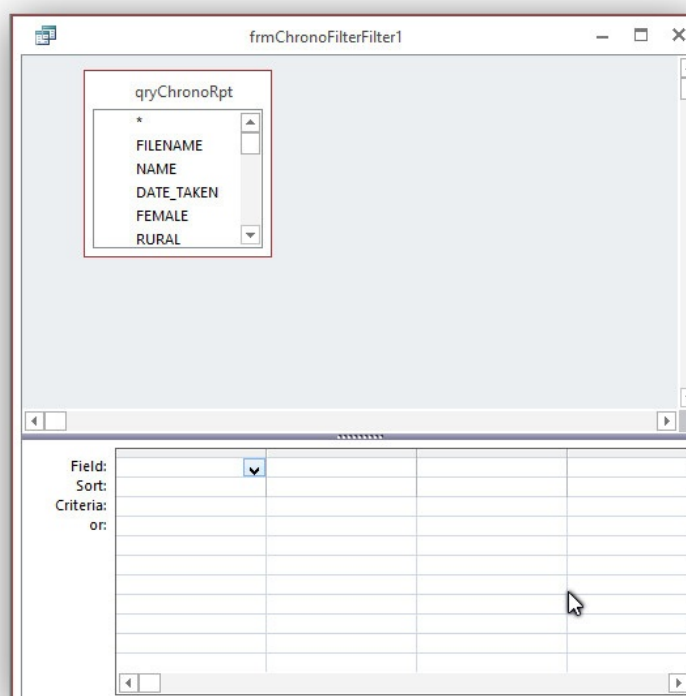 frmChronoFilterFilter1
qryChronoRpt
*
FILENAME
NAME
DATE_TAKEN
FEMALE
RURAL
Field:
Sort:
Criteria:
or: